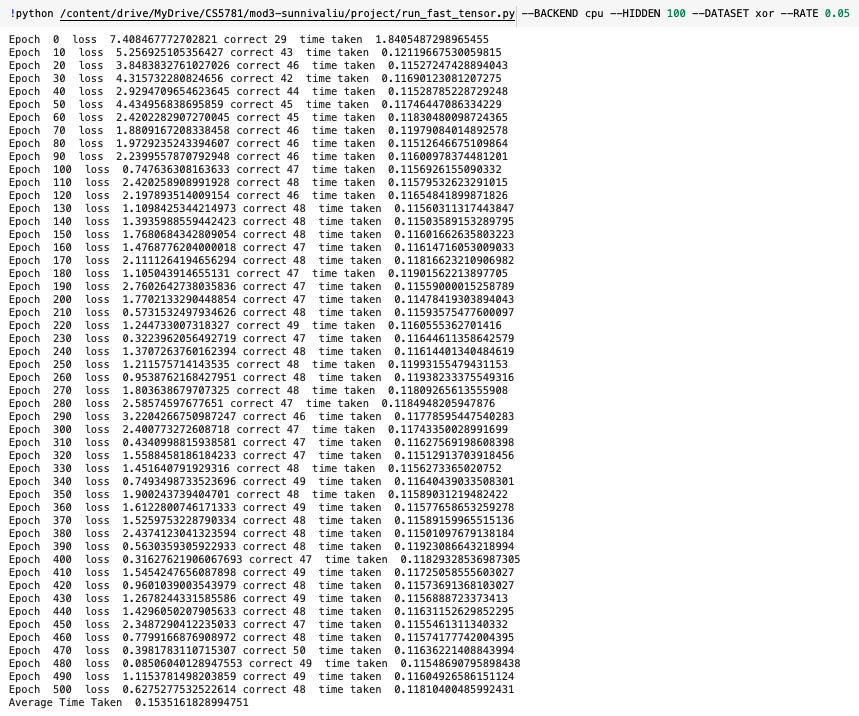 !python /content/drive/MyDrive/CS5781/mod3-sunnivaliu/project/run_fast_tensor.py --BACKEND cpu --HIDDEN 100 --DATASET xor --RATE 0.05
Epoch  0  loss  7.408467772702821 correct 29  time taken  1.8405487298965455
Epoch  10  loss  5.256925105356427 correct 43  time taken  0.12119667530059815
Epoch  20  loss  3.8483832761027026 correct 46  time taken  0.11527247428894043
Epoch  30  loss  4.315732280824656 correct 42  time taken  0.11690123081207275
Epoch  40  loss  2.9294709654623645 correct 44  time taken  0.11528785228729248
Epoch  50  loss  4.434956838695859 correct 45  time taken  0.11746447086334229
Epoch  60  loss  2.4202282907270045 correct 45  time taken  0.11830480098724365
Epoch  70  loss  1.8809167208338458 correct 46  time taken  0.11979084014892578
Epoch  80  loss  1.9729235243394607 correct 46  time taken  0.11512646675109864
Epoch  90  loss  2.2399557870792948 correct 46  time taken  0.11600978374481201
Epoch  100  loss  0.747636308163633 correct 47  time taken  0.1156926155090332
Epoch  110  loss  2.420258908991928 correct 48  time taken  0.11579532623291015
Epoch  120  loss  2.197893514009154 correct 46  time taken  0.11654841899871826
Epoch  130  loss  1.1098425344214973 correct 48  time taken  0.11560311317443847
Epoch  140  loss  1.3935988559442423 correct 48  time taken  0.11503589153289795
Epoch  150  loss  1.7680684342809054 correct 48  time taken  0.11601662635803223
Epoch  160  loss  1.4768776204000018 correct 47  time taken  0.11614716053009033
Epoch  170  loss  2.1111264194656294 correct 48  time taken  0.11816623210906982
Epoch  180  loss  1.105043914655131 correct 47  time taken  0.11901562213897705
Epoch  190  loss  2.7602642738035836 correct 47  time taken  0.11559000015258789
Epoch  200  loss  1.7702133290448854 correct 47  time taken  0.11478419303894043
Epoch  210  loss  0.5731532497934626 correct 48  time taken  0.11593575477600097
Epoch  220  loss  1.244733007318327 correct 49  time taken  0.1160555362701416
Epoch  230  loss  0.3223962056492719 correct 47  time taken  0.11644611358642579
Epoch  240  loss  1.3707263760162394 correct 48  time taken  0.11614401340484619
Epoch  250  loss  1.211575714143535 correct 48  time taken  0.11993155479431153
Epoch  260  loss  0.9538762168427951 correct 48  time taken  0.11938233375549316
Epoch  270  loss  1.803638679707325 correct 48  time taken  0.11809265613555908
Epoch  280  loss  2.58574597677651 correct 47  time taken  0.1184948205947876
Epoch  290  loss  3.2204266750987247 correct 46  time taken  0.11778595447540283
Epoch  300  loss  2.400773272608718 correct 47  time taken  0.11743350028991699
Epoch  310  loss  0.4340998815938581 correct 47  time taken  0.11627569198608398
Epoch  320  loss  1.5588458186184233 correct 47  time taken  0.11512913703918456
Epoch  330  loss  1.451640791929316 correct 48  time taken  0.1156273365020752
Epoch  340  loss  0.7493498733523696 correct 49  time taken  0.11640439033508301
Epoch  350  loss  1.900243739404701 correct 48  time taken  0.11589031219482422
Epoch  360  loss  1.6122800746171333 correct 49  time taken  0.11577658653259278
Epoch  370  loss  1.5259753228790334 correct 48  time taken  0.11589159965515136
Epoch  380  loss  2.4374123041323594 correct 48  time taken  0.11501097679138184
Epoch  390  loss  0.5630359305922933 correct 48  time taken  0.11923086643218994
Epoch  400  loss  0.31627621906067693 correct 47  time taken  0.11829328536987305
Epoch  410  loss  1.5454247656087898 correct 49  time taken  0.11725058555603027
Epoch  420  loss  0.9601039003543979 correct 48  time taken  0.11573691368103027
Epoch  430  loss  1.2678244331585586 correct 49  time taken  0.1156888723373413
Epoch  440  loss  1.4296050207905633 correct 48  time taken  0.11631152629852295
Epoch  450  loss  2.3487290412235033 correct 47  time taken  0.1155461311340332
Epoch  460  loss  0.7799166876908972 correct 48  time taken  0.11574177742004395
Epoch  470  loss  0.3981783110715307 correct 50  time taken  0.11636221408843994
Epoch  480  loss  0.08506040128947553 correct 49  time taken  0.11548690795898438
Epoch  490  loss  1.1153781498203859 correct 49  time taken  0.11604926586151124
Epoch  500  loss  0.6275277532522614 correct 48  time taken  0.11810400485992431
Average Time Taken  0.1535161828994751